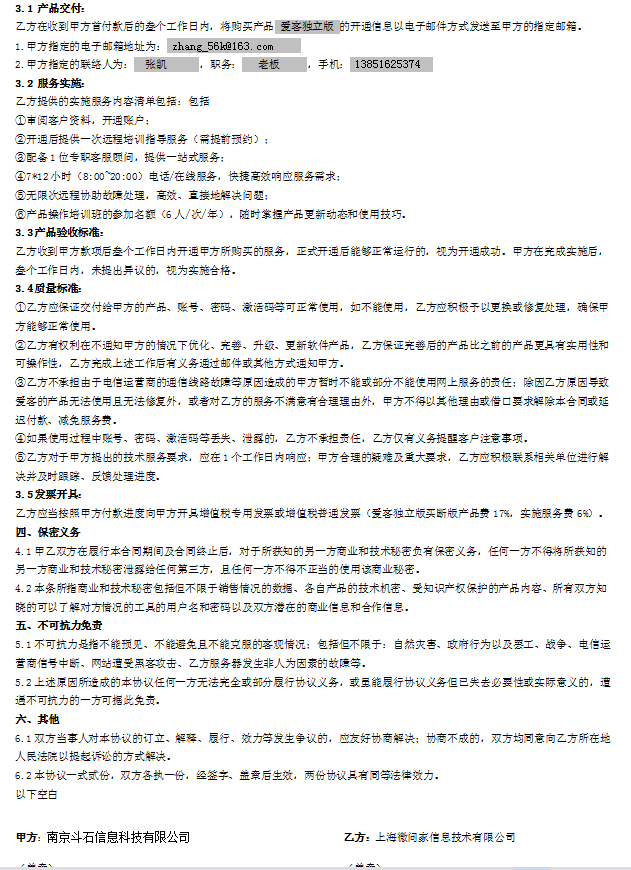 3.1 产品交付:
乙方在收到甲方首付款后的叁个工作日内，将购买产品 爱客独立版 的开通信息以电子邮件方式发送至甲方的指定邮箱。
1.甲方指定的电子邮箱地址为: zhang_56k@163.com
2.甲方指定的联络人为: 张凯 ，职务: 老板 ，手机: 13851625374
3.2 服务实施:
乙方提供的实施服务内容清单包括: 包括
①审阅客户资料，开通账户;
②开通后提供一次远程培训指导服务（需提前预约）;
③配备1位专职客服顾问，提供一站式服务;
④7*12小时（8:00~20:00）电话/在线服务，快捷高效响应服务需求;
⑤无限次远程协助故障处理，高效、直接地解决问题;
⑥产品操作培训班的参加名额（6人/次/年），随时掌握产品更新动态和使用技巧。
3.3产品验收标准:
乙方收到甲方款项后叁个工作日内开通甲方所购买的服务，正式开通后能够正常运行的，视为开通成功。甲方在完成实施后，
叁个工作日内，未提出异议的，视为实施合格。
3.4质量标准:
①乙方应保证交付给甲方的产品、账号、密码、激活码等可正常使用，如不能使用，乙方应积极予以更换或修复处理，确保甲
方能够正常使用。
②乙方有权利在不通知甲方的情况下优化、完善、升级、更新软件产品，乙方保证完善后的产品比之前的产品更具有实用性和
可操作性，乙方完成上述工作后有义务通过邮件或其他方式通知甲方。
③乙方不承担由于电信运营商的通信线路故障等原因造成的甲方暂时不能或部分不能使用网上服务的责任; 除因乙方原因导致
爱客的产品无法使用且无法修复外，或者对乙方的服务不满意有合理理由外，甲方不得以其他理由或借口要求解除本合同或延
迟付款、减免服务费。
④如果使用过程中账号、密码、激活码等丢失、泄露的，乙方不承担责任，乙方仅有义务提醒客户注意事项。
⑤乙方对于甲方提出的技术服务要求，应在1个工作日内响应; 甲方合理的疑难及重大要求，乙方应积极联系相关单位进行解
决并及时跟踪、反馈处理进度。
3.5发票开具:
乙方应当按照甲方付款进度向甲方开具增值税专用发票或增值税普通发票（爱客独立版买断版产品费17%，实施服务费6%）。
四、保密义务
4.1甲乙双方在履行本合同期间及合同终止后，对于所获知的另一方商业和技术秘密负有保密义务，任何一方不得将所获知的
另一方商业和技术秘密泄露给任何第三方，且任何一方不得不正当的使用该商业秘密。
4.2本条所指商业和技术秘密包括但不限于销售情况的数据、各自产品的技术机密、受知识产权保护的产品内容、所有双方知
晓的可以了解对方情况的工具的用户名和密码以及双方潜在的商业信息和合作信息。
五、不可抗力免责
5.1不可抗力是指不能预见、不能避免且不能克服的客观情况; 包括但不限于: 自然灾害、政府行为以及罢工、战争、电信运
营商信号中断、网站遭受黑客攻击、乙方服务器发生非人为因素的故障等。
5.2上述原因所造成的本协议任何一方无法完全或部分履行协议义务，或虽能履行协议义务但已失去必要性或实际意义的，遭
遇不可抗力的一方可据此免责。
六、其他
6.1双方当事人对本协议的订立、解释、履行、效力等发生争议的，应友好协商解决; 协商不成的，双方均同意向乙方所在地
人民法院以提起诉讼的方式解决。
6.2本协议一式贰份，双方各执一份，经签字、盖章后生效，两份协议具有同等法律效力。
以下空白
甲方: 南京斗石信息科技有限公司 乙方: 上海微问家信息技术有限公司